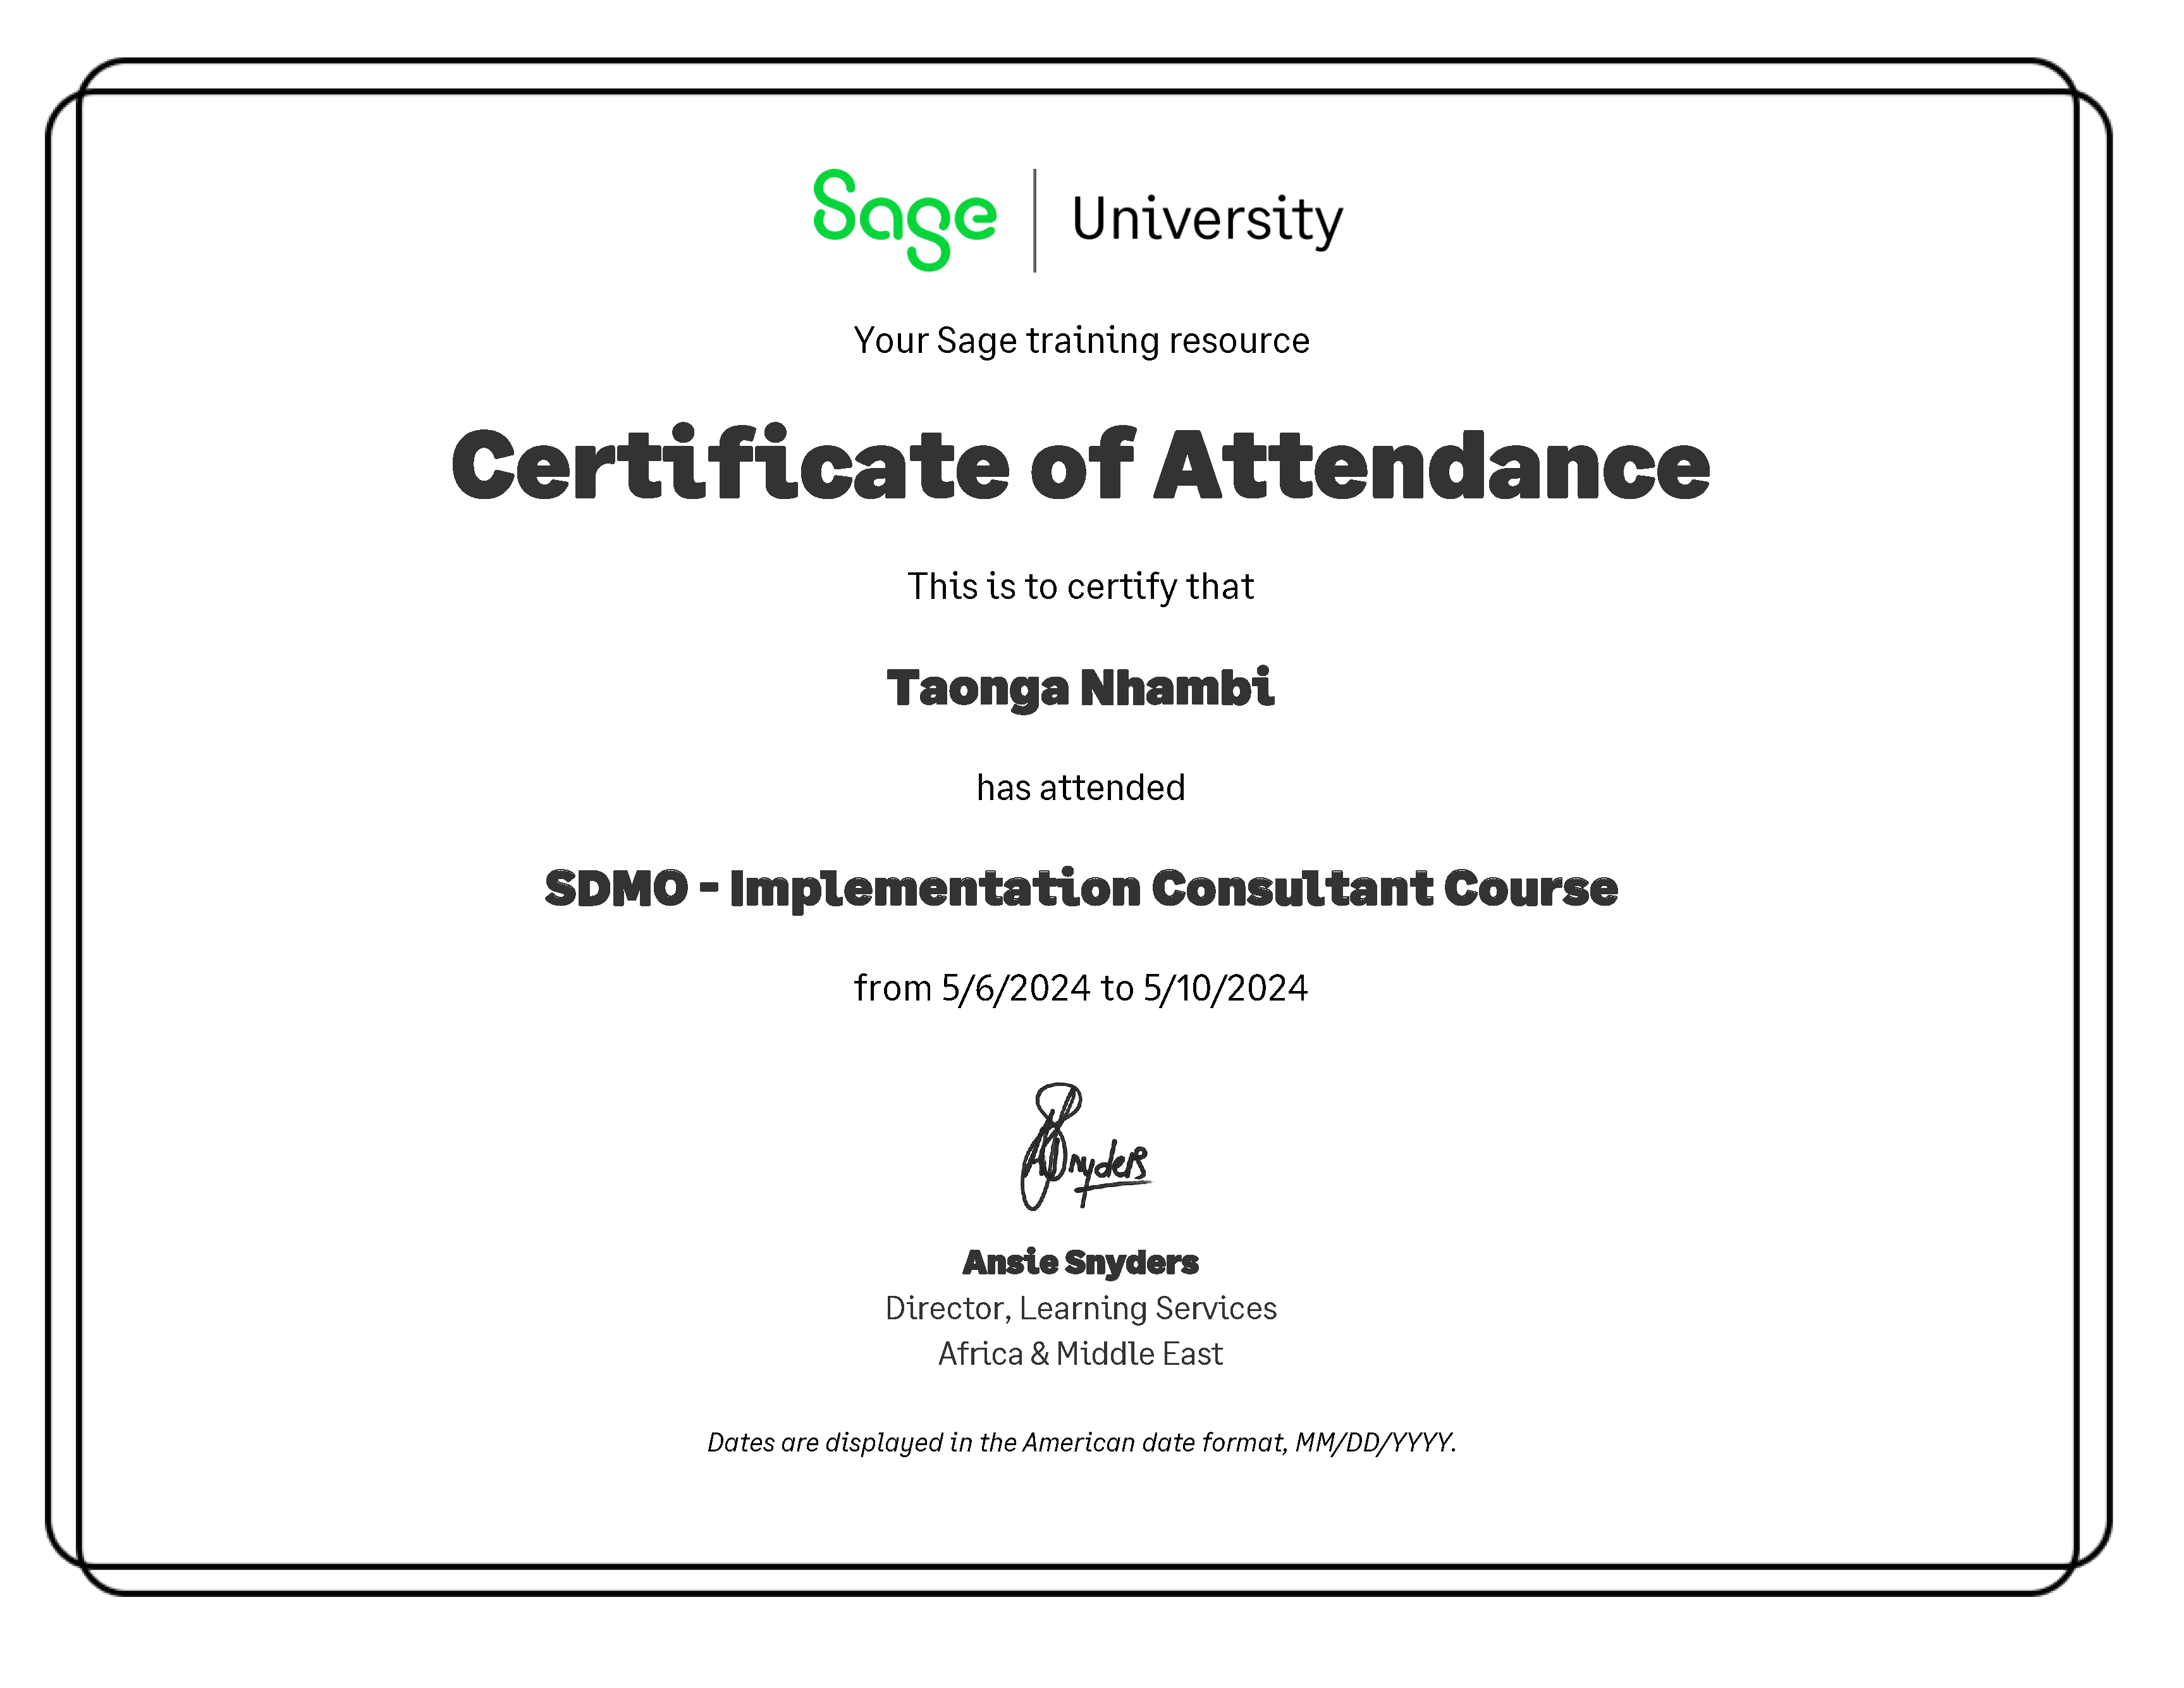 Sage University
Your Sage training resource
Certificate of Attendance
This is to certify that
Taonga Nhambi
has attended
SDMO - Implementation Consultant Course
from 5/6/2024 to 5/10/2024
Snyders
Ansie Snyders
Director, Learning Services
Africa & Middle East
Dates are displayed in the American date format, MM/DD/YYYY.